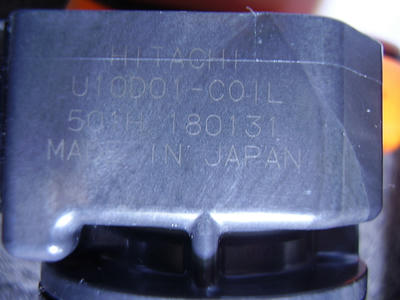 HITACHI
U10D01-COIL
501H 180131
MADE IN JAPAN